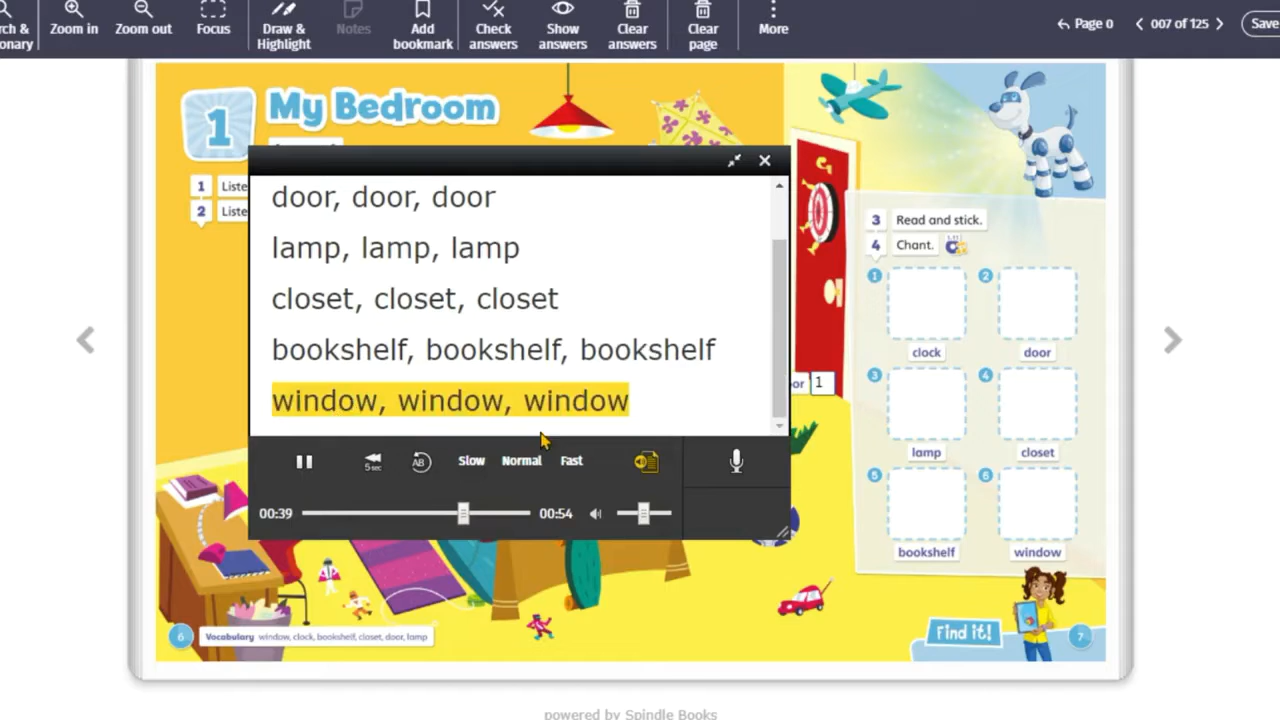 Zoom in
Zoom out
Focus
Draw &
Highlight
Notes
Add
bookmark
Check
answers
Show
answers
Clear
answers
Clear
page
More
Page 0
007 of 125
Save
1
My Bedroom
1 Liste
2 Liste
door, door, door
lamp, lamp, lamp
closet, closet, closet
bookshelf, bookshelf, bookshelf
window, window, window
5 sec
AB
Slow
Normal
Fast
00:39
00:54
or 1
3 Read and stick.
4 Chant.
1
2
clock
door
3
4
lamp
closet
5
6
bookshelf
window
6
Vocabulary window, clock, bookshelf, closet, door, lamp
Find it!
7
powered by Spindle Books